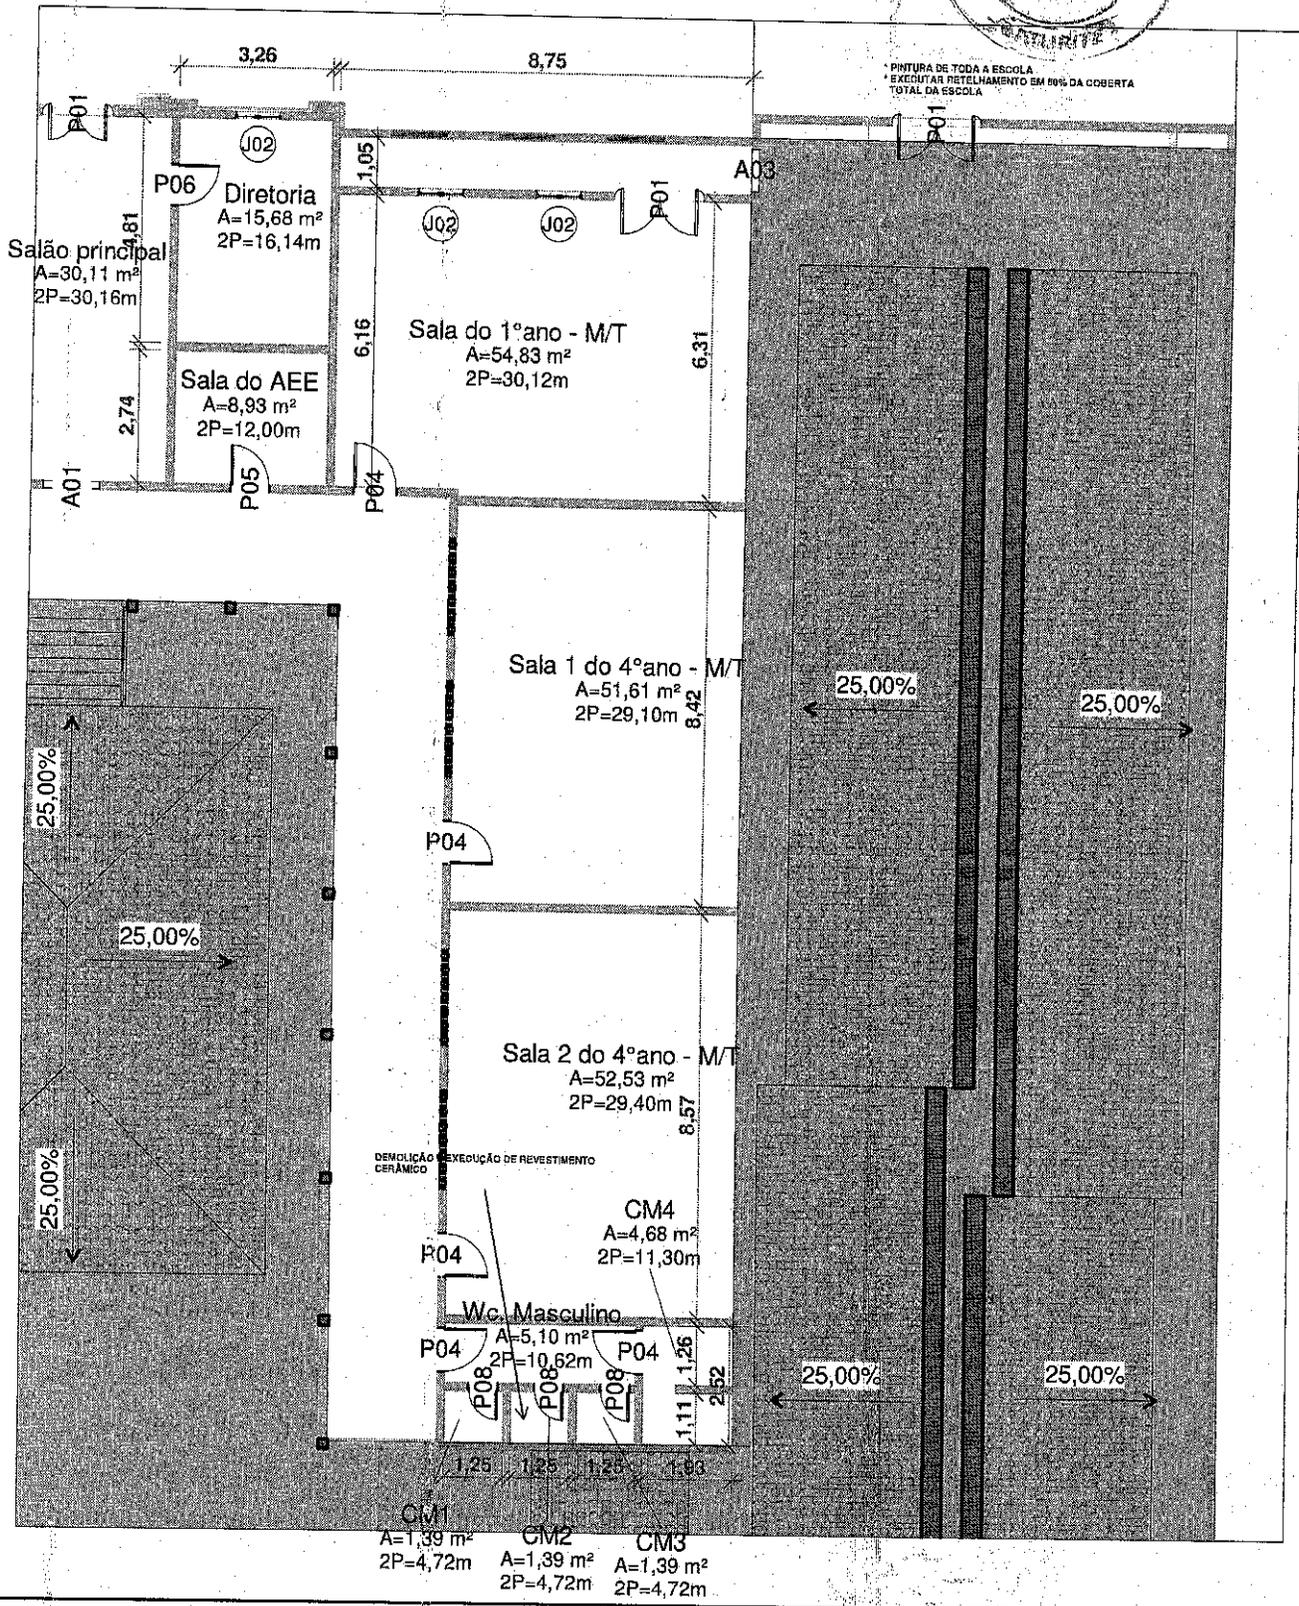 BATURITÉ
3,26
8,75
* PINTURA DE TODA A ESCOLA
* EXECUTAR RETELHAMENTO EM 50% DA COBERTA
TOTAL DA ESCOLA
P01
J02
P06
1,05
A03
P01
P01
Diretoria
A=15,68 m²
2P=16,14m
J02
J02
4,81
Salão principal
A=30,11 m²
2P=30,16m
6,16
Sala do 1°ano - M/T
A=54,83 m²
2P=30,12m
6,31
Sala do AEE
A=8,93 m²
2P=12,00m
2,74
A01
P05
P04
Sala 1 do 4°ano - M/T
A=51,61 m²
2P=29,10m
8,42
25,00%
25,00%
25,00%
P04
25,00%
Sala 2 do 4°ano - M/T
A=52,53 m²
2P=29,40m
8,57
DEMOLIÇÃO EXECUÇÃO DE REVESTIMENTO
CERÂMICO
25,00%
CM4
A=4,68 m²
2P=11,30m
P04
Wc. Masculino
A=5,10 m²
2P=10,62m
P04
P04
1,26
2,52
P08
P08
P08
1,11
25,00%
25,00%
1,25
1,25
1,25
1,93
CM1
A=1,39 m²
2P=4,72m
CM2
A=1,39 m²
2P=4,72m
CM3
A=1,39 m²
2P=4,72m